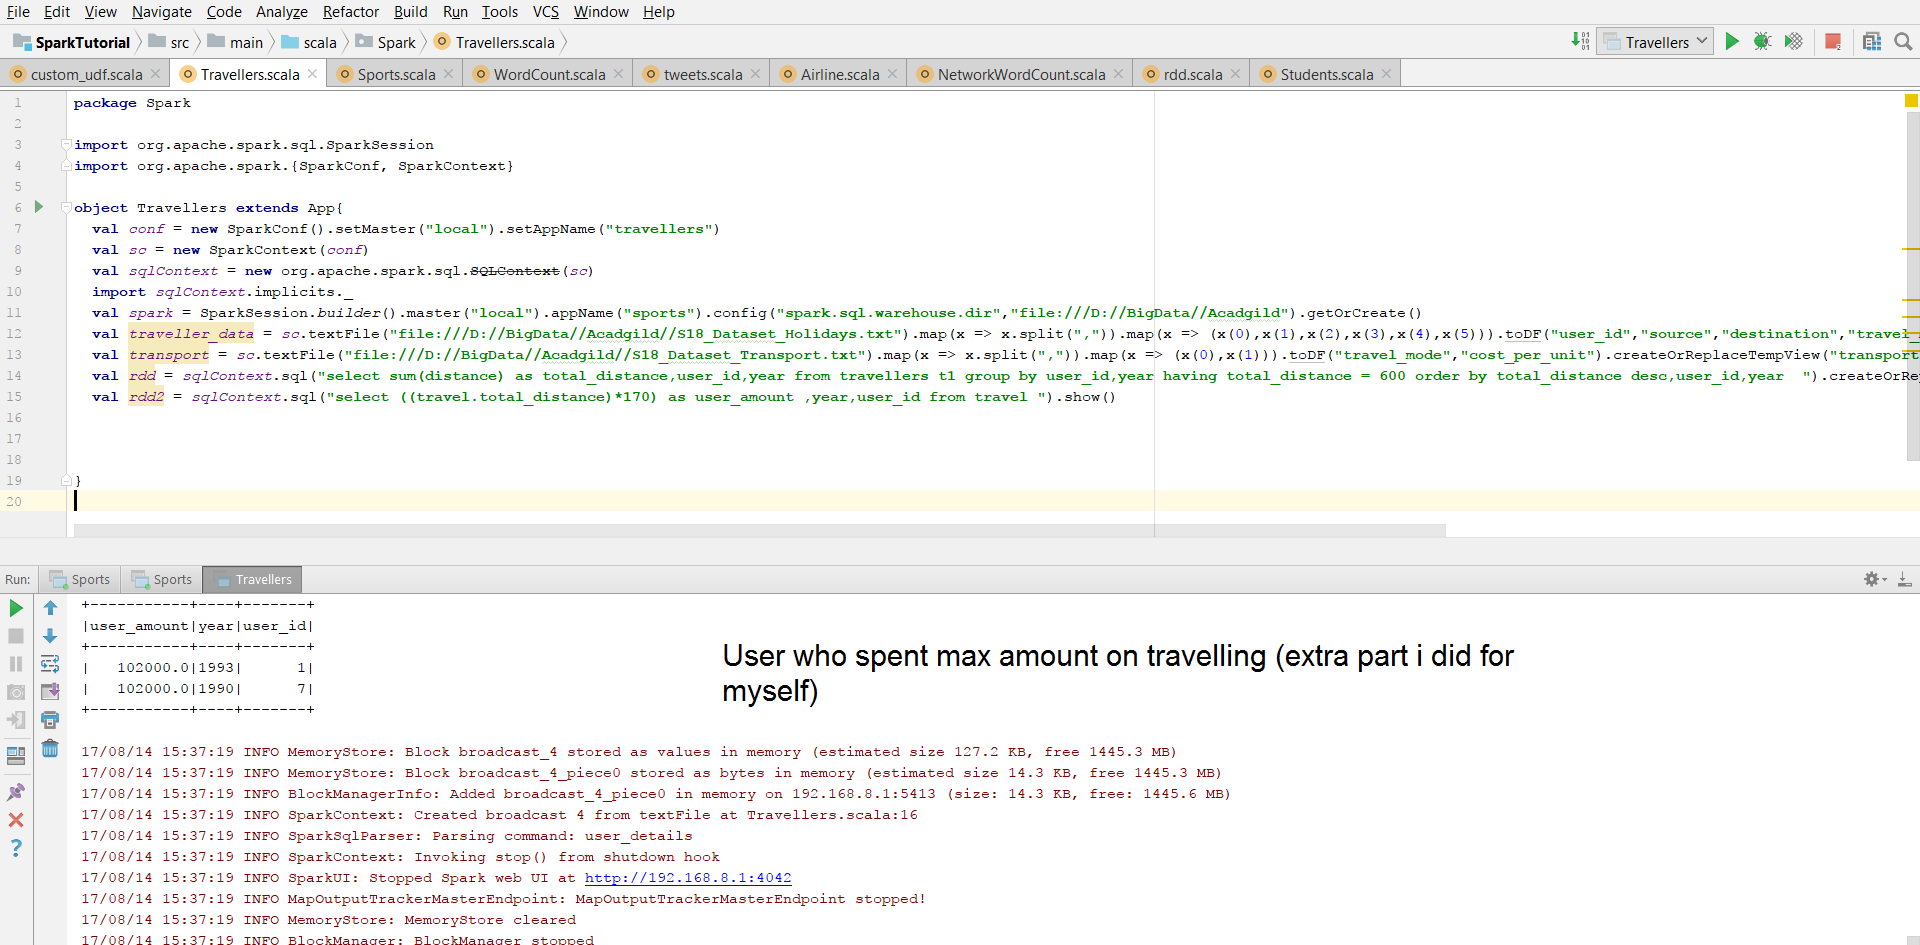 File Edit View Navigate Code Analyze Refactor Build Run Tools VCS Window Help
SparkTutorial src main scala Spark Travellers.scala Travellers
custom_udf.scala Travellers.scala Sports.scala WordCount.scala tweets.scala Airline.scala NetworkWordCount.scala rdd.scala Students.scala
1 package Spark
2
3 import org.apache.spark.sql.SparkSession
4 import org.apache.spark.{SparkConf, SparkContext}
5
6 object Travellers extends App{
7 val conf = new SparkConf().setMaster("local").setAppName("travellers")
8 val sc = new SparkContext(conf)
9 val sqlContext = new org.apache.spark.sql.SQLContext(sc)
10 import sqlContext.implicits._
11 val spark = SparkSession.builder().master("local").appName("sports").config("spark.sql.warehouse.dir","file:///D://BigData//Acadgild").getOrCreate()
12 val traveller_data = sc.textFile("file:///D://BigData//Acadgild//S18_Dataset_Holidays.txt").map(x => x.split(",")).map(x => (x(0),x(1),x(2),x(3),x(4),x(5))).toDF("user_id","source","destination","travel_
13 val transport = sc.textFile("file:///D://BigData//Acadgild//S18_Dataset_Transport.txt").map(x => x.split(",")).map(x => (x(0),x(1))).toDF("travel_mode","cost_per_unit").createOrReplaceTempView("transport
14 val rdd = sqlContext.sql("select sum(distance) as total_distance,user_id,year from travellers t1 group by user_id,year having total_distance = 600 order by total_distance desc,user_id,year  ").createOrRe
15 val rdd2 = sqlContext.sql("select ((travel.total_distance)*170) as user_amount ,year,user_id from travel ").show()
16
17
18
19 }
20
Run: Sports Sports Travellers
+-----------+----+-------+
|user_amount|year|user_id|
+-----------+----+-------+
|   102000.0|1993|      1|
|   102000.0|1990|      7|
+-----------+----+-------+
User who spent max amount on travelling (extra part i did for
myself)
17/08/14 15:37:19 INFO MemoryStore: Block broadcast_4 stored as values in memory (estimated size 127.2 KB, free 1445.3 MB)
17/08/14 15:37:19 INFO MemoryStore: Block broadcast_4_piece0 stored as bytes in memory (estimated size 14.3 KB, free 1445.3 MB)
17/08/14 15:37:19 INFO BlockManagerInfo: Added broadcast_4_piece0 in memory on 192.168.8.1:5413 (size: 14.3 KB, free: 1445.6 MB)
17/08/14 15:37:19 INFO SparkContext: Created broadcast 4 from textFile at Travellers.scala:16
17/08/14 15:37:19 INFO SparkSqlParser: Parsing command: user_details
17/08/14 15:37:19 INFO SparkContext: Invoking stop() from shutdown hook
17/08/14 15:37:19 INFO SparkUI: Stopped Spark web UI at http://192.168.8.1:4042
17/08/14 15:37:19 INFO MapOutputTrackerMasterEndpoint: MapOutputTrackerMasterEndpoint stopped!
17/08/14 15:37:19 INFO MemoryStore: MemoryStore cleared
17/08/14 15:37:19 INFO BlockManager: BlockManager stopped